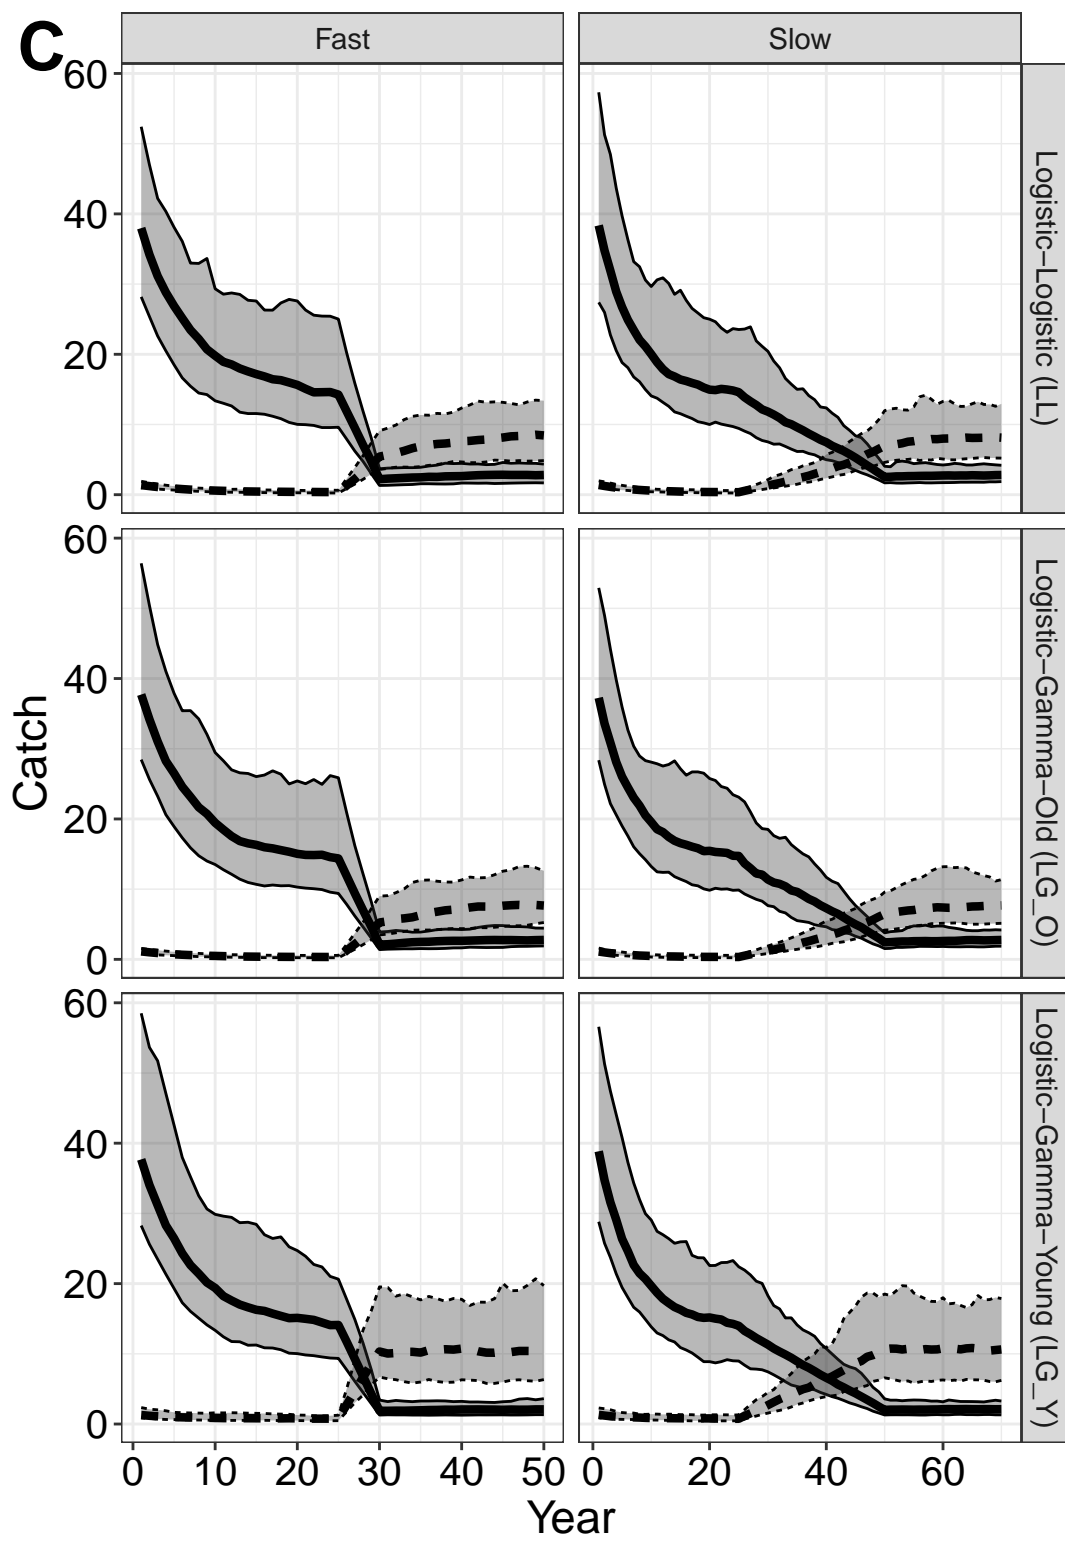 C
Fast
Slow
60
40
20
0
Logistic−Logistic (LL)
60
40
20
0
Logistic−Gamma−Old (LG_O)
60
40
20
0
Logistic−Gamma−Young (LG_Y)
Catch
0 10 20 30 40 50
0 20 40 60
Year